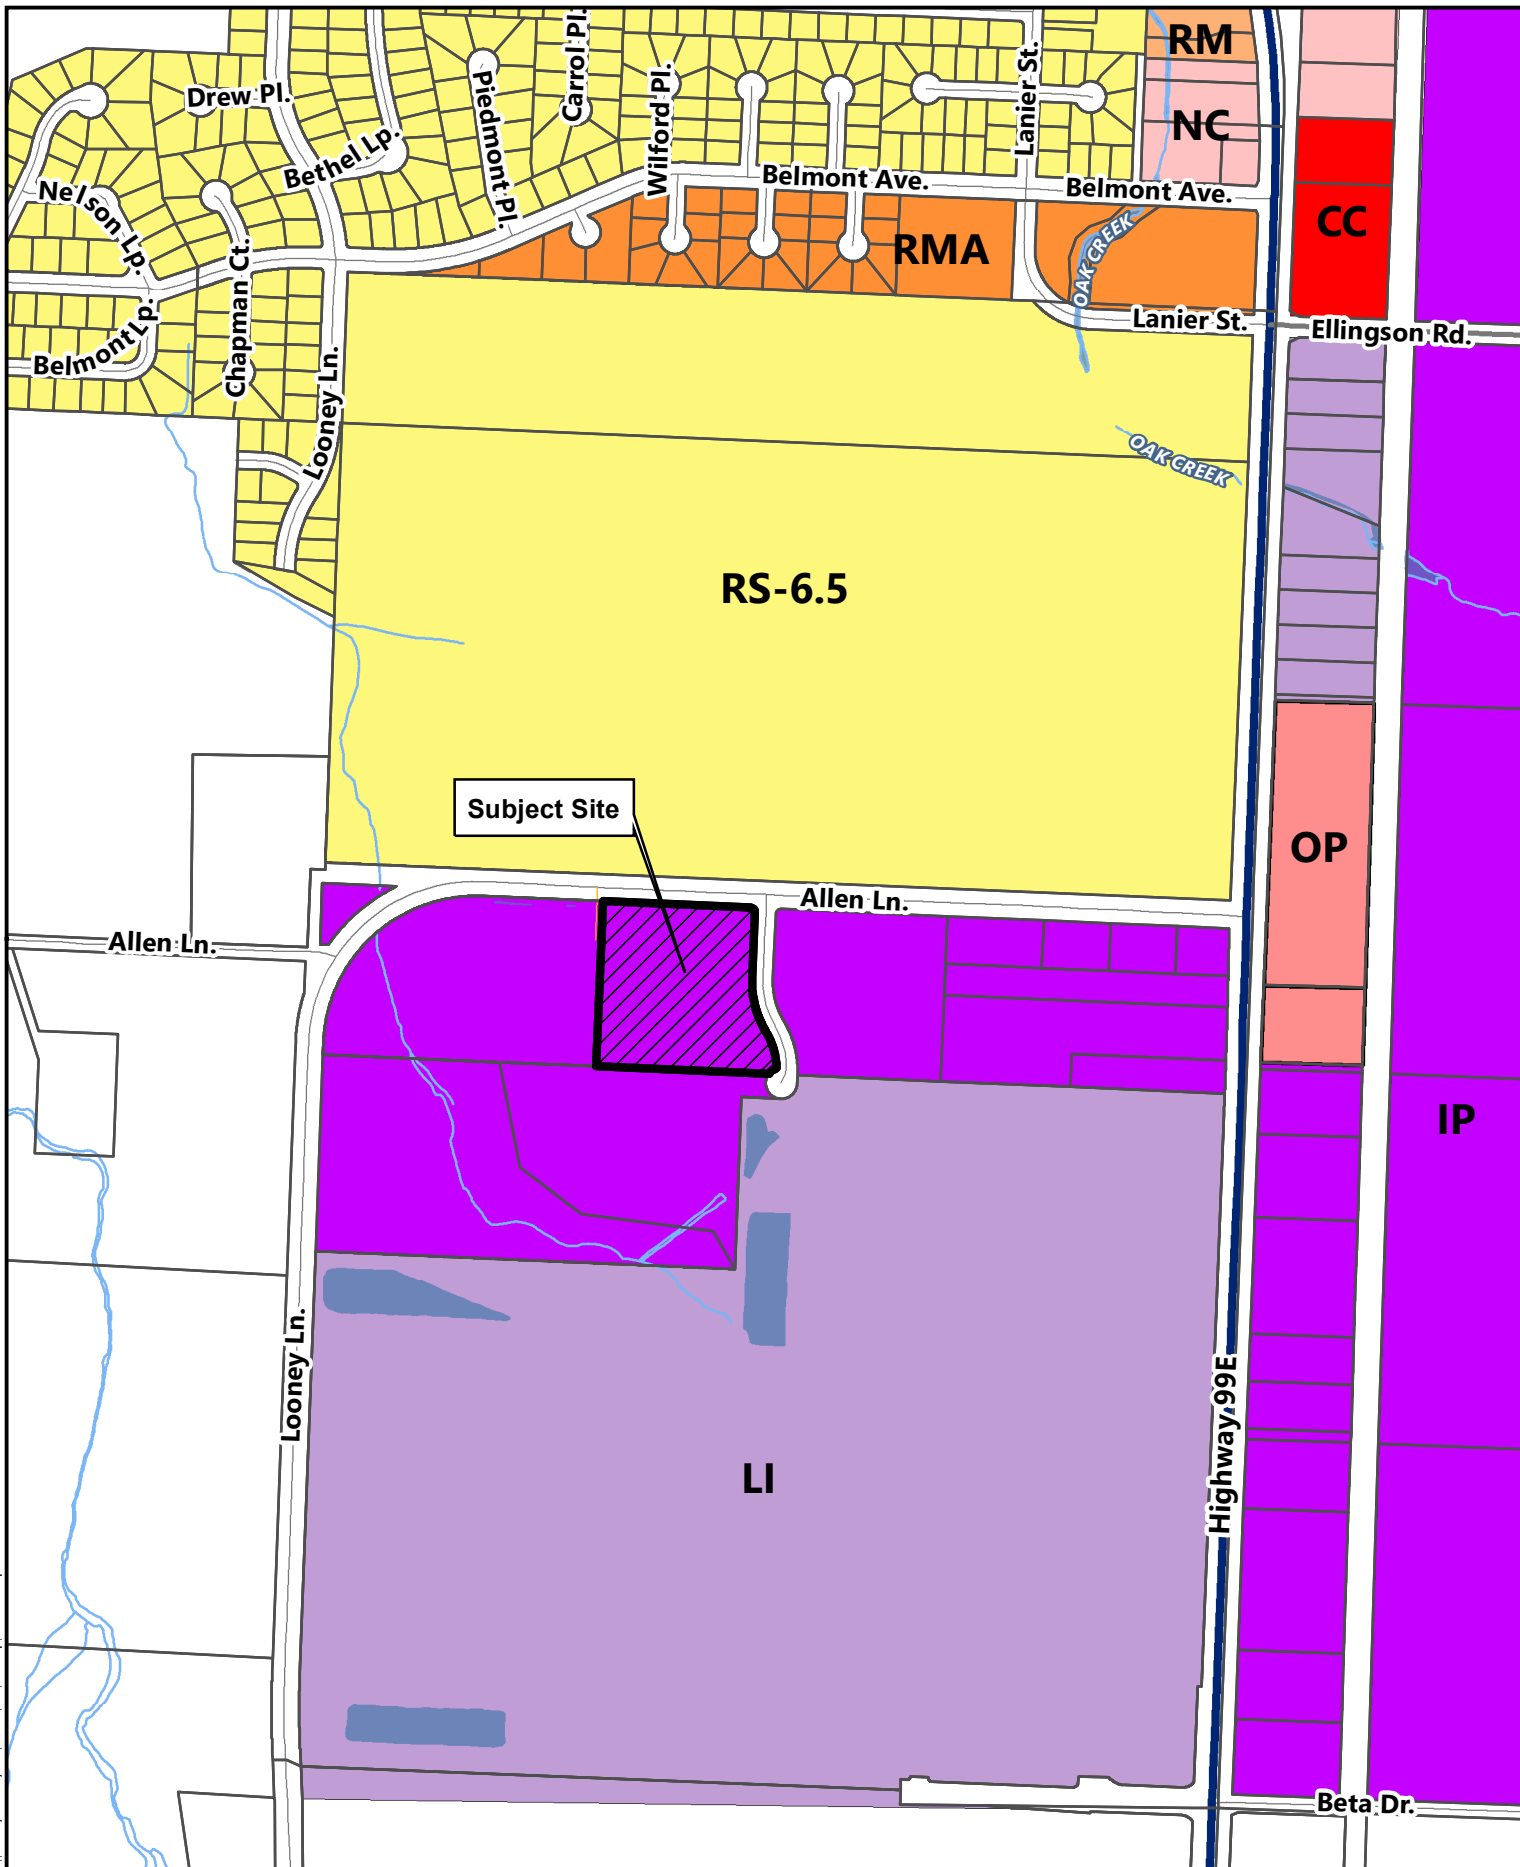 RM
Carrol Pl.
Lanier St.
Drew Pl.
Piedmont Pl.
Wilford Pl.
NC
Bethel Lp.
Belmont Ave.
Belmont Ave.
Nelson Lp.
CC
RMA
OAK CREEK
Chapman Ct.
Lanier St.
Ellingson Rd.
Belmont Lp.
Looney Ln.
OAK CREEK
RS-6.5
Subject Site
OP
Allen Ln.
Allen Ln.
IP
Looney Ln.
Highway 99E
LI
Beta Dr.